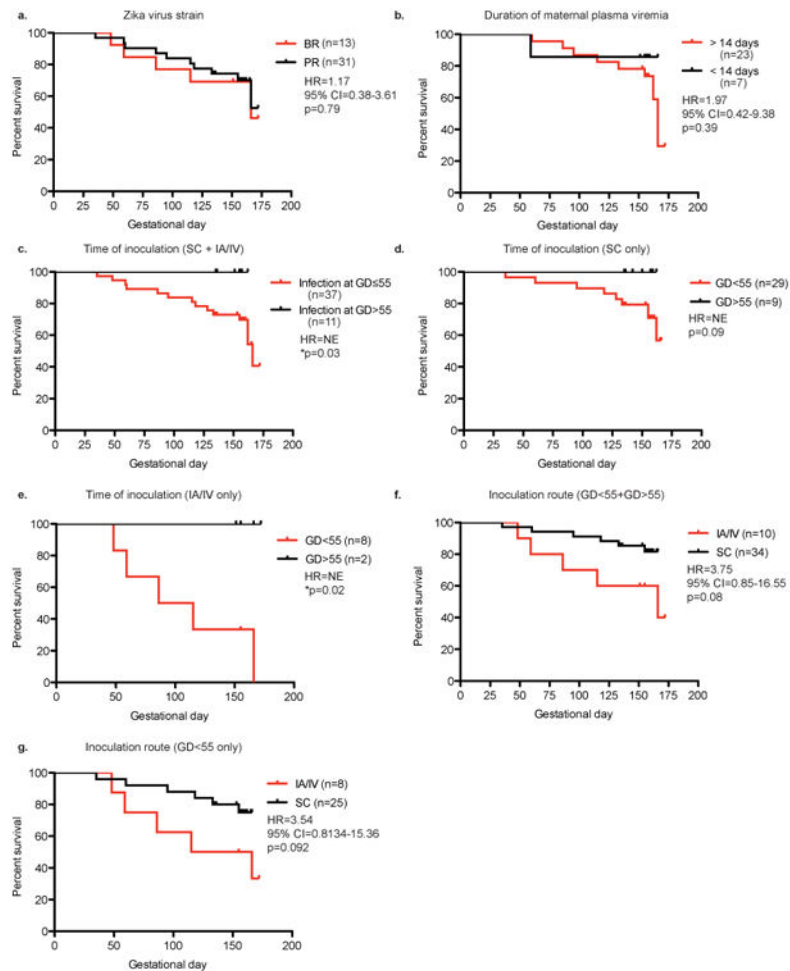 a. Zika virus strain
Percent survival
100
80
60
40
20
0
0 25 50 75 100 125 150 175 200
Gestational day
BR (n=13)
PR (n=31)
HR=1.17
95% CI=0.38-3.61
p=0.79
b. Duration of maternal plasma viremia
Percent survival
100
80
60
40
20
0
0 25 50 75 100 125 150 175 200
Gestational day
> 14 days
(n=23)
< 14 days
(n=7)
HR=1.97
95% CI=0.42-9.38
p=0.39
c. Time of inoculation (SC + IA/IV)
Percent survival
100
80
60
40
20
0
0 25 50 75 100 125 150 175 200
Gestational day
Infection at GD≤55
(n=37)
Infection at GD>55
(n=11)
HR=NE
*p=0.03
d. Time of inoculation (SC only)
Percent survival
100
80
60
40
20
0
0 25 50 75 100 125 150 175 200
Gestational day
GD<55 (n=29)
GD>55 (n=9)
HR=NE
p=0.09
e. Time of inoculation (IA/IV only)
Percent survival
100
80
60
40
20
0
0 50 100 150 200
Gestational day
GD<55 (n=8)
GD>55 (n=2)
HR=NE
*p=0.02
f. Inoculation route (GD<55+GD>55)
Percent survival
100
80
60
40
20
0
0 25 50 75 100 125 150 175 200
Gestational day
IA/IV (n=10)
SC (n=34)
HR=3.75
95% CI=0.85-16.55
p=0.08
g. Inoculation route (GD<55 only)
Percent survival
100
80
60
40
20
0
0 50 100 150 200
Gestational day
IA/IV (n=8)
SC (n=25)
HR=3.54
95% CI=0.8134-15.36
p=0.092